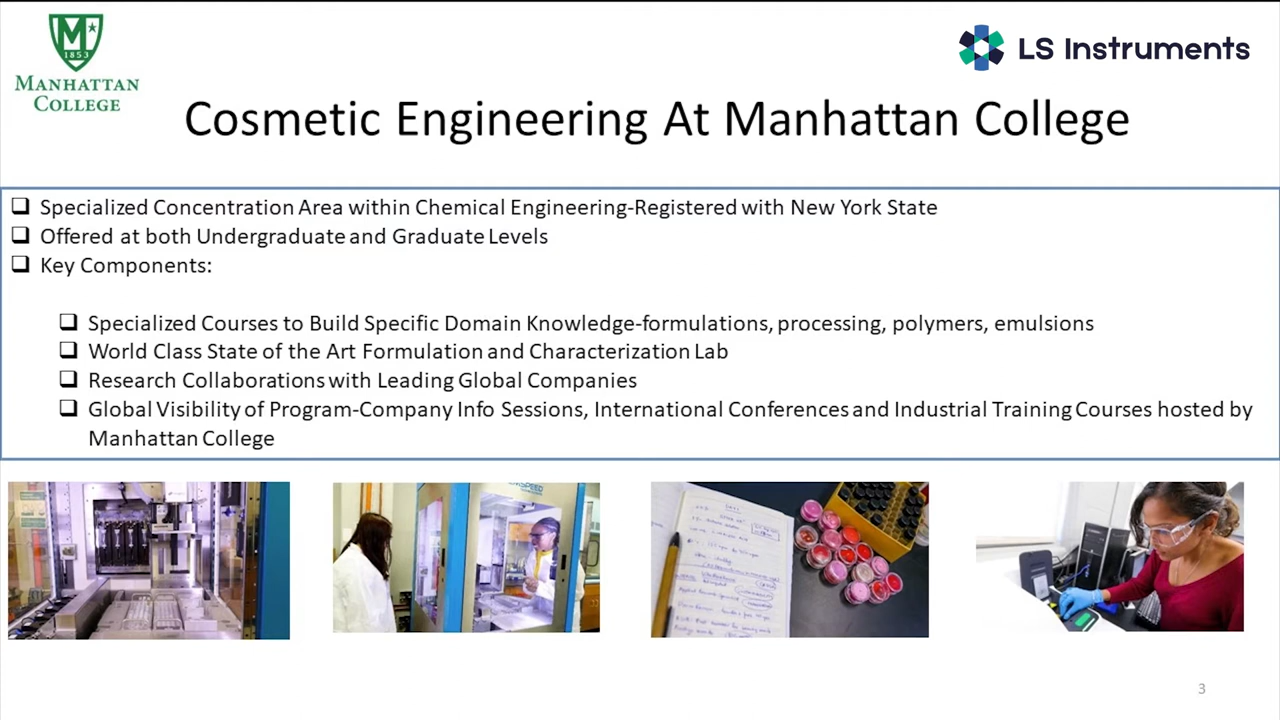 M
1853
MANHATTAN
COLLEGE
LS Instruments
Cosmetic Engineering At Manhattan College
Specialized Concentration Area within Chemical Engineering-Registered with New York State
Offered at both Undergraduate and Graduate Levels
Key Components:
Specialized Courses to Build Specific Domain Knowledge-formulations, processing, polymers, emulsions
World Class State of the Art Formulation and Characterization Lab
Research Collaborations with Leading Global Companies
Global Visibility of Program-Company Info Sessions, International Conferences and Industrial Training Courses hosted by
Manhattan College
3